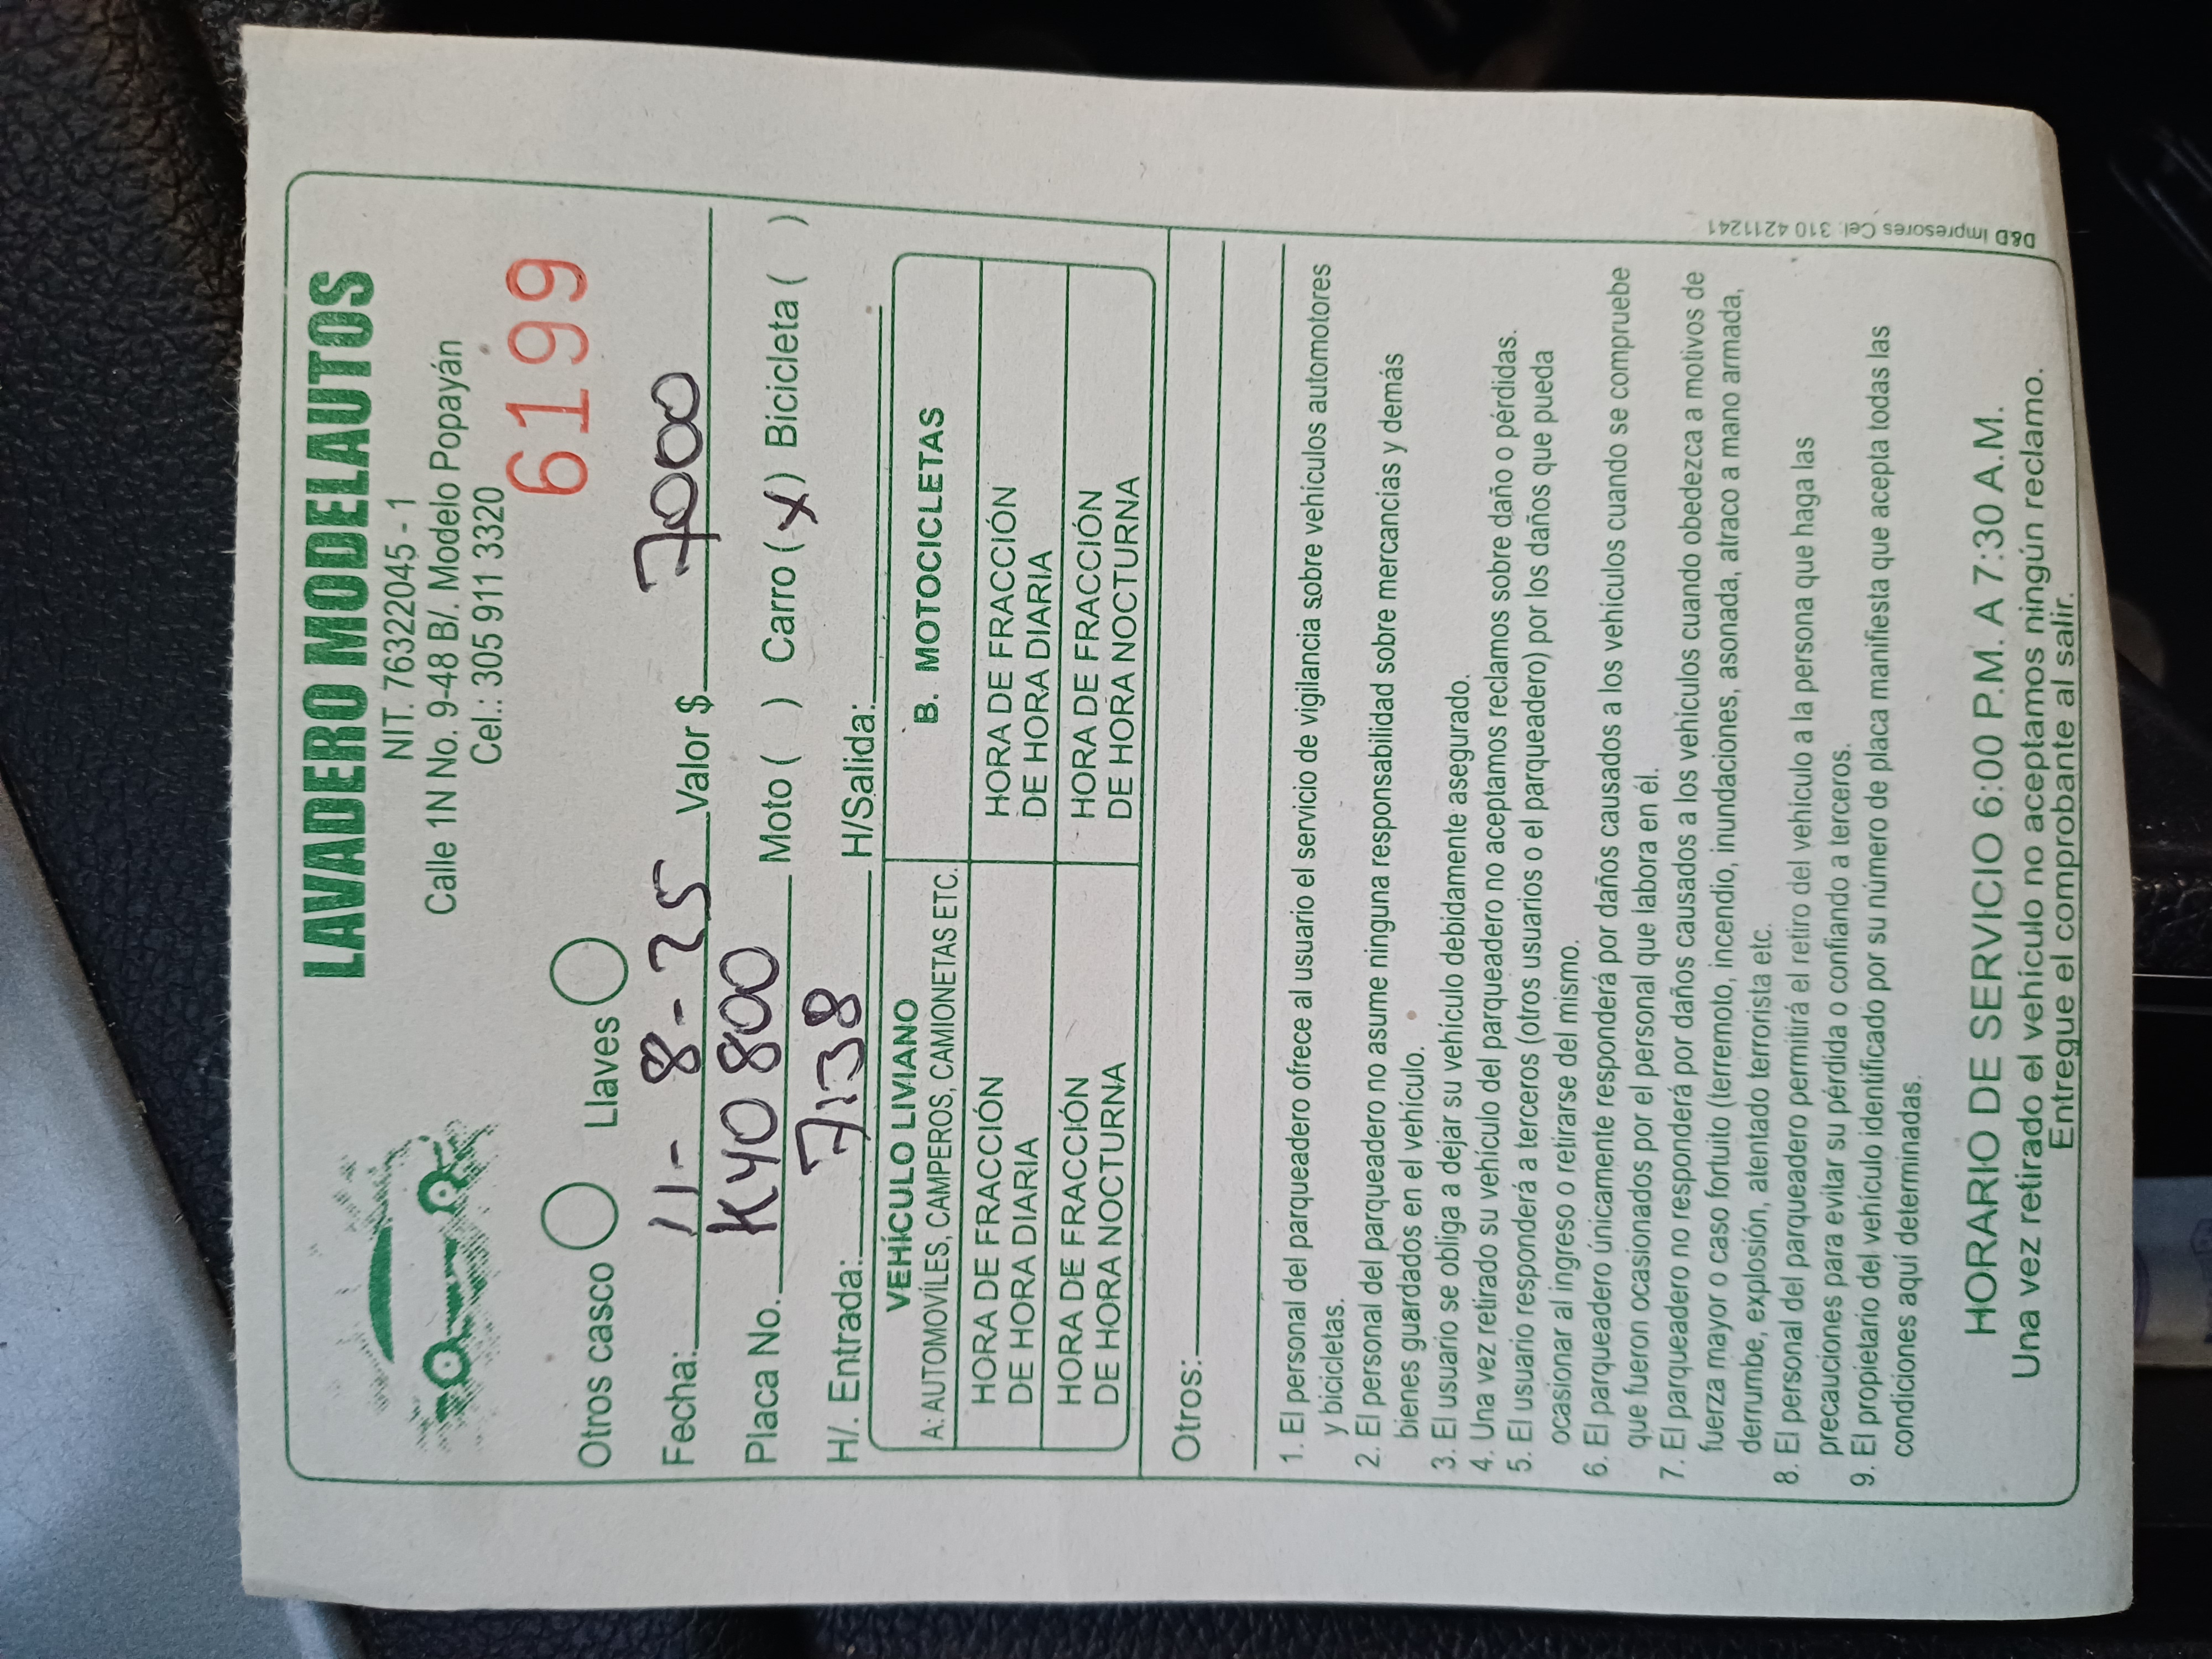 LAVADERO MODELAUTOS
NIT. 76322045 - 1
Calle 1N No. 9-48 B/. Modelo Popayán
Cel.: 305 911 3320
6199
Otros casco Llaves
Fecha: 11 - 8 - 25 Valor $ 7000
Placa No. KYO 800 Moto ( ) Carro (X) Bicicleta ( )
H/. Entrada: 7:38 H/Salida:
VEHÍCULO LIVIANO
A: AUTOMOVÍLES, CAMPEROS, CAMIONETAS ETC.
HORA DE FRACCIÓN
DE HORA DIARIA
HORA DE FRACCIÓN
DE HORA NOCTURNA
B. MOTOCICLETAS
HORA DE FRACCIÓN
DE HORA DIARIA
HORA DE FRACCIÓN
DE HORA NOCTURNA
Otros:
1. El personal del parqueadero ofrece al usuario el servicio de vigilancia sobre vehículos automotores
y bicicletas.
2. El personal del parqueadero no asume ninguna responsabilidad sobre mercancias y demás
bienes guardados en el vehículo.
3. El usuario se obliga a dejar su vehículo debidamente asegurado.
4. Una vez retirado su vehículo del parqueadero no aceptamos reclamos sobre daño o pérdidas.
5. El usuario responderá a terceros (otros usuarios o el parqueadero) por los daños que pueda
ocasionar al ingreso o retirarse del mismo.
6. El parqueadero únicamente responderá por daños causados a los vehículos cuando se compruebe
que fueron ocasionados por el personal que labora en él.
7. El parqueadero no responderá por daños causados a los vehículos cuando obedezca a motivos de
fuerza mayor o caso fortuito (terremoto, incendio, inundaciones, asonada, atraco a mano armada,
derrumbe, explosión, atentado terrorista etc.
8. El personal del parqueadero permitirá el retiro del vehículo a la persona que haga las
precauciones para evitar su pérdida o confiando a terceros.
9. El propietario del vehículo identificado por su número de placa manifiesta que acepta todas las
condiciones aquí determinadas.
HORARIO DE SERVICIO 6:00 P.M. A 7:30 A.M.
Una vez retirado el vehículo no aceptamos ningún reclamo.
Entregue el comprobante al salir.
D&D Impresores Cel: 310 4211241